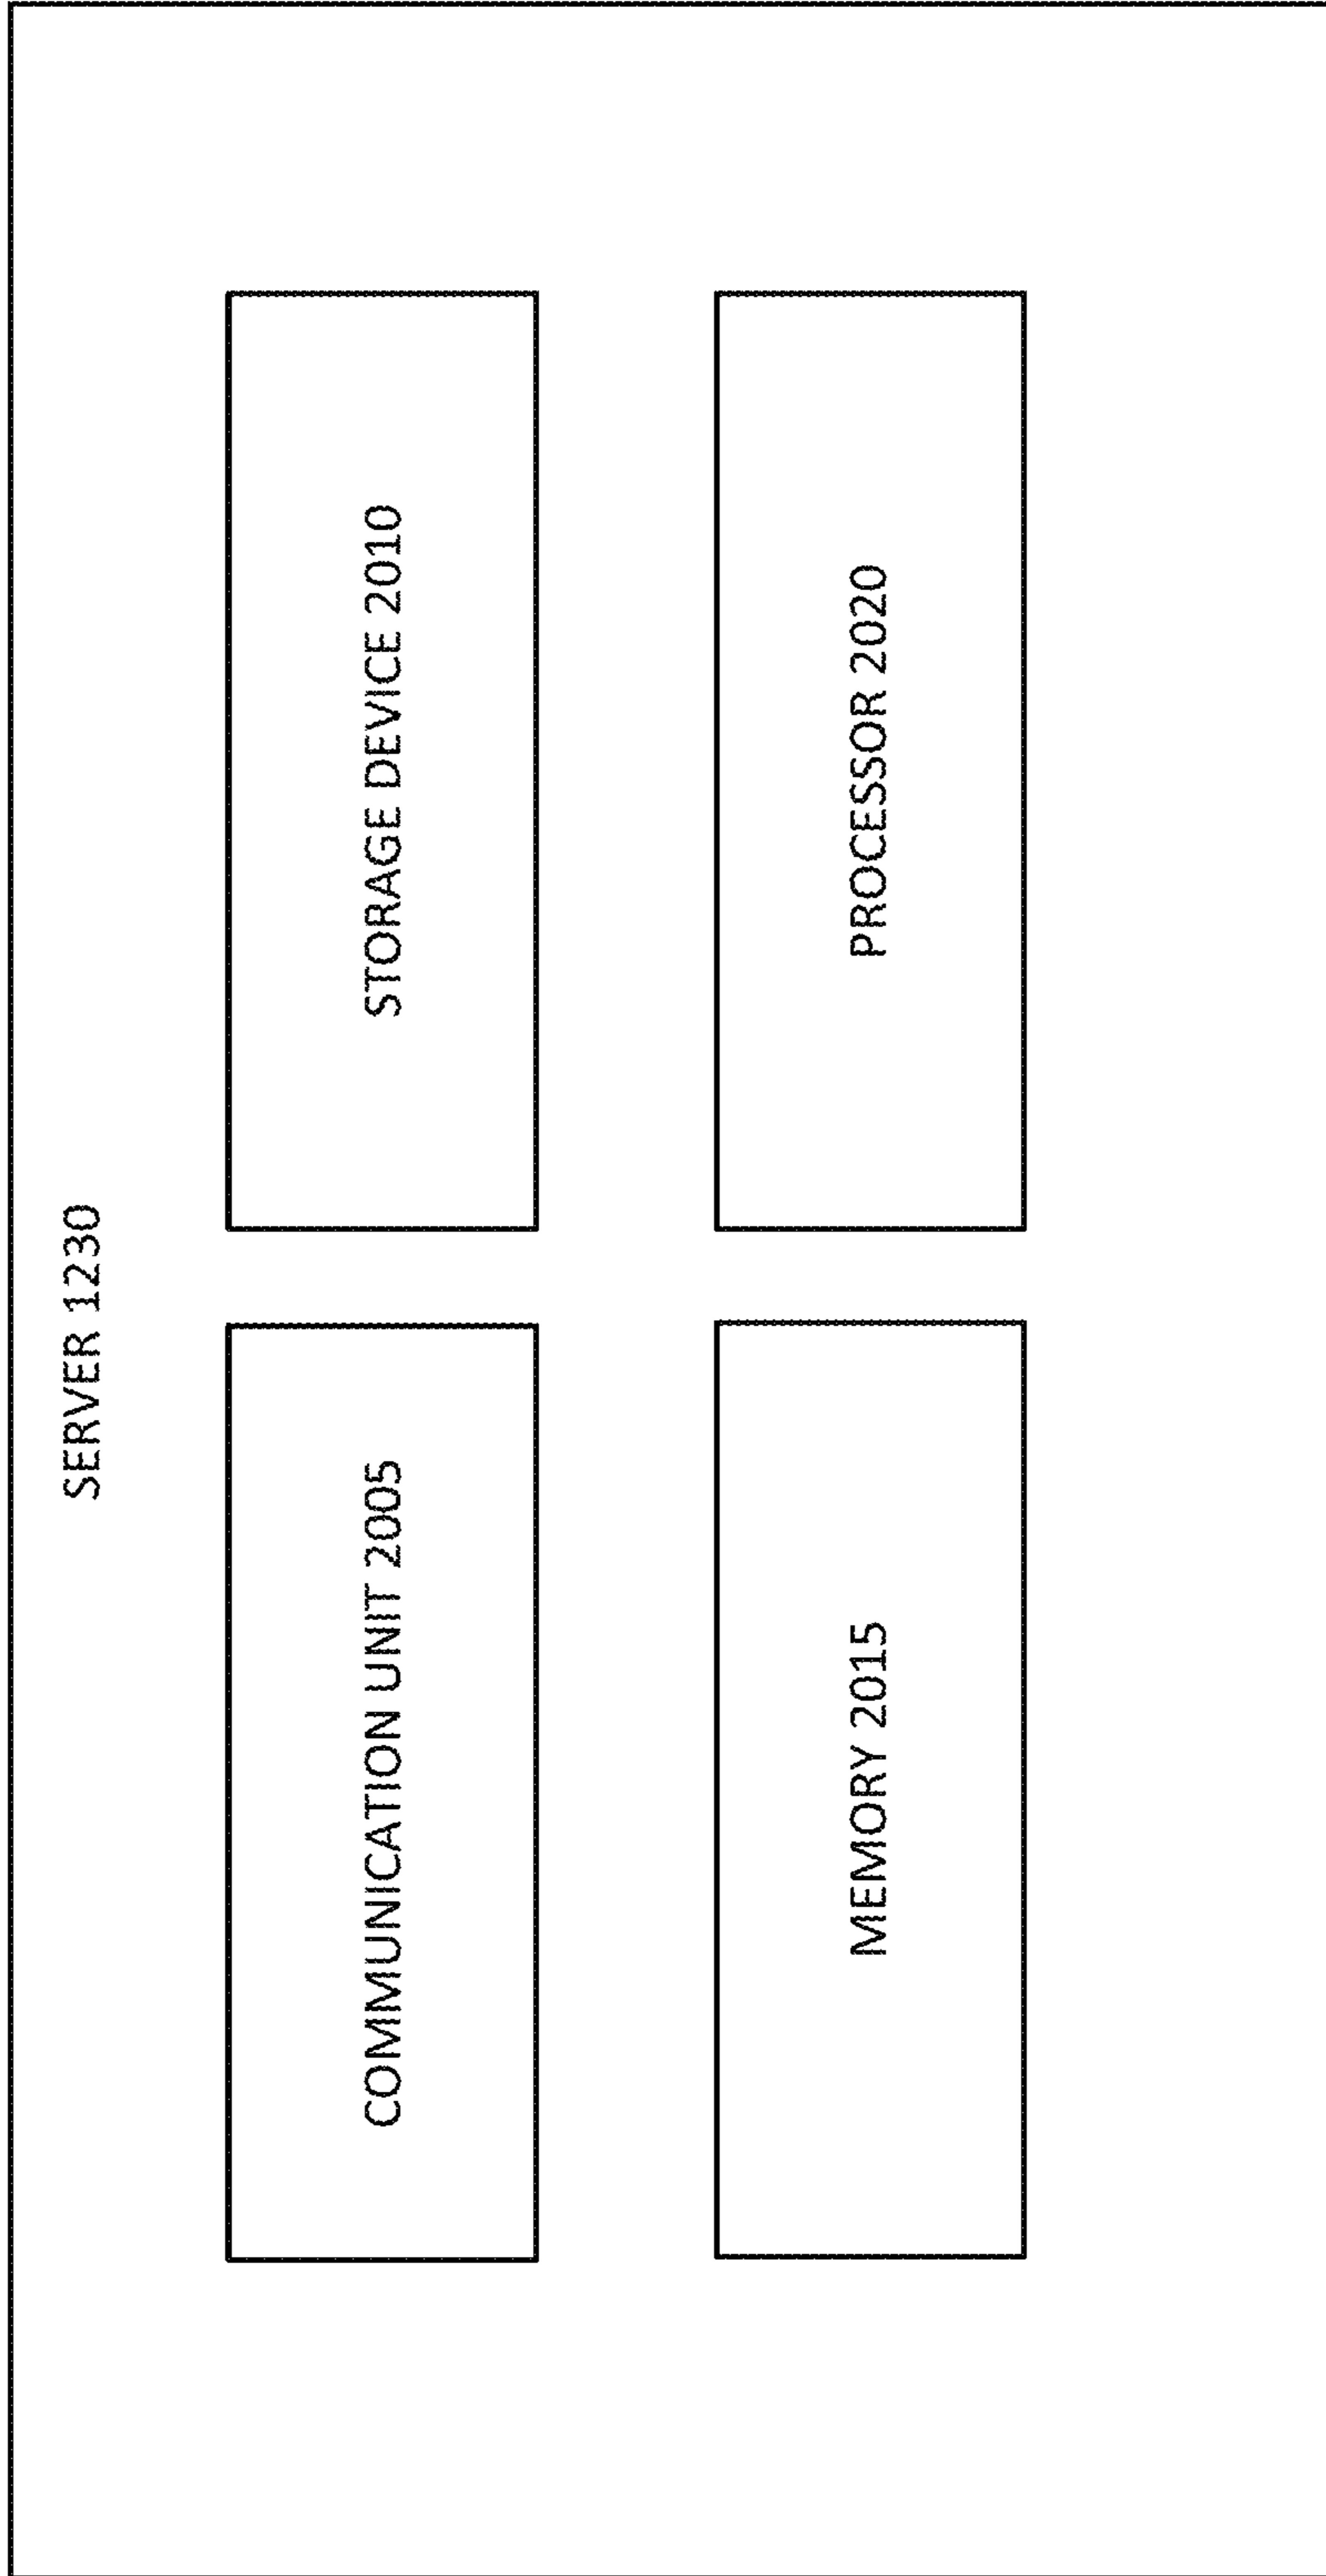 SERVER 1230
COMMUNICATION UNIT 2005
STORAGE DEVICE 2010
MEMORY 2015
PROCESSOR 2020